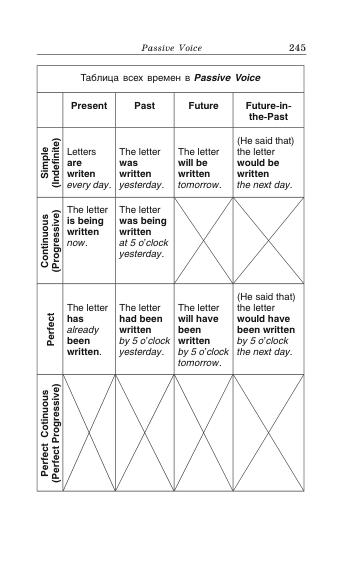 Passive Voice 245
Таблица всех времен в Passive Voice
Present Past Future Future-in-
the-Past
Simple
(Indefinite)
Letters
are
writen
every day.
The letter
was
written
yesterday.
The letter
will be
written
tomorrow.
(He said that)
the letter
would be
written
the next day.
Continuous
(Progressive)
The letter
is being
written
now.
The letter
was being
written
at 5 o'clock
yesterday.
Perfect
The letter
has
already
been
written.
The letter
had been
written
by 5 o'clock
yesterday.
The letter
will have
been
written
by 5 o'clock
tomorrow.
(He said that)
the letter
would have
been written
by 5 o'clock
the next day.
Perfect Cotinuous
(Perfect Progressive)